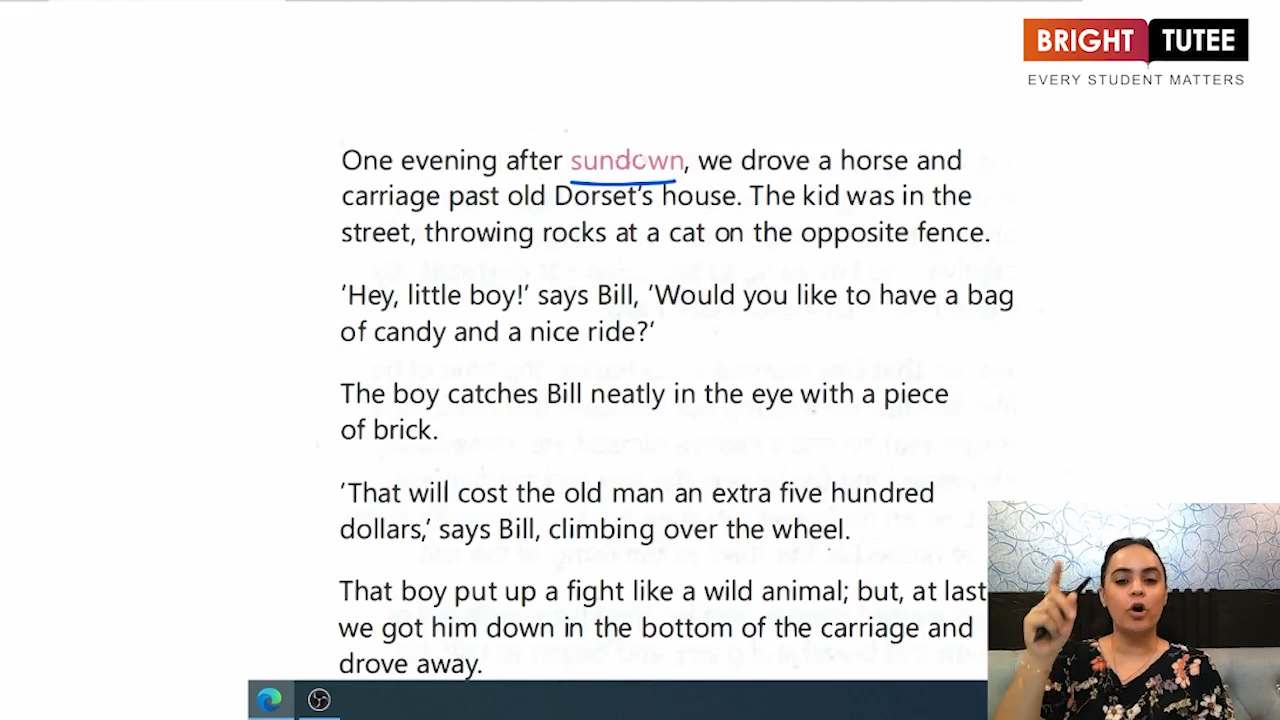 BRIGHT TUTEE
EVERY STUDENT MATTERS
One evening after sundown, we drove a horse and
carriage past old Dorset's house. The kid was in the
street, throwing rocks at a cat on the opposite fence.
'Hey, little boy!' says Bill, 'Would you like to have a bag
of candy and a nice ride?'
The boy catches Bill neatly in the eye with a piece
of brick.
'That will cost the old man an extra five hundred
dollars,' says Bill, climbing over the wheel.
That boy put up a fight like a wild animal; but, at last
we got him down in the bottom of the carriage and
drove away.